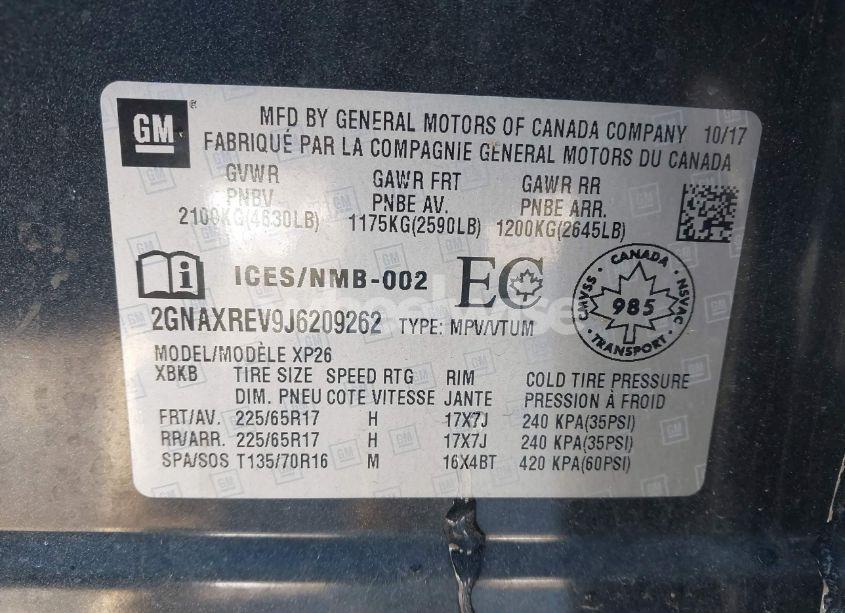 GM
MFD BY GENERAL MOTORS OF CANADA COMPANY 10/17
FABRIQUÉ PAR LA COMPAGNIE GENERAL MOTORS DU CANADA
GVWR GAWR FRT GAWR RR
PNBV PNBE AV. PNBE ARR.
2100KG(4630LB) 1175KG(2590LB) 1200KG(2645LB)
ICES/NMB-002 EC
CANADA
CMVSS 985 NSVAC
TRANSPORT
2GNAXREV9J6209262 TYPE: MPV/VTUM
MODEL/MODÈLE XP26
XBKB TIRE SIZE SPEED RTG RIM COLD TIRE PRESSURE
DIM. PNEU COTE VITESSE JANTE PRESSION À FROID
FRT/AV. 225/65R17 H 17X7J 240 KPA(35PSI)
RR/ARR. 225/65R17 H 17X7J 240 KPA(35PSI)
SPA/SOS T135/70R16 M 16X4BT 420 KPA(60PSI)